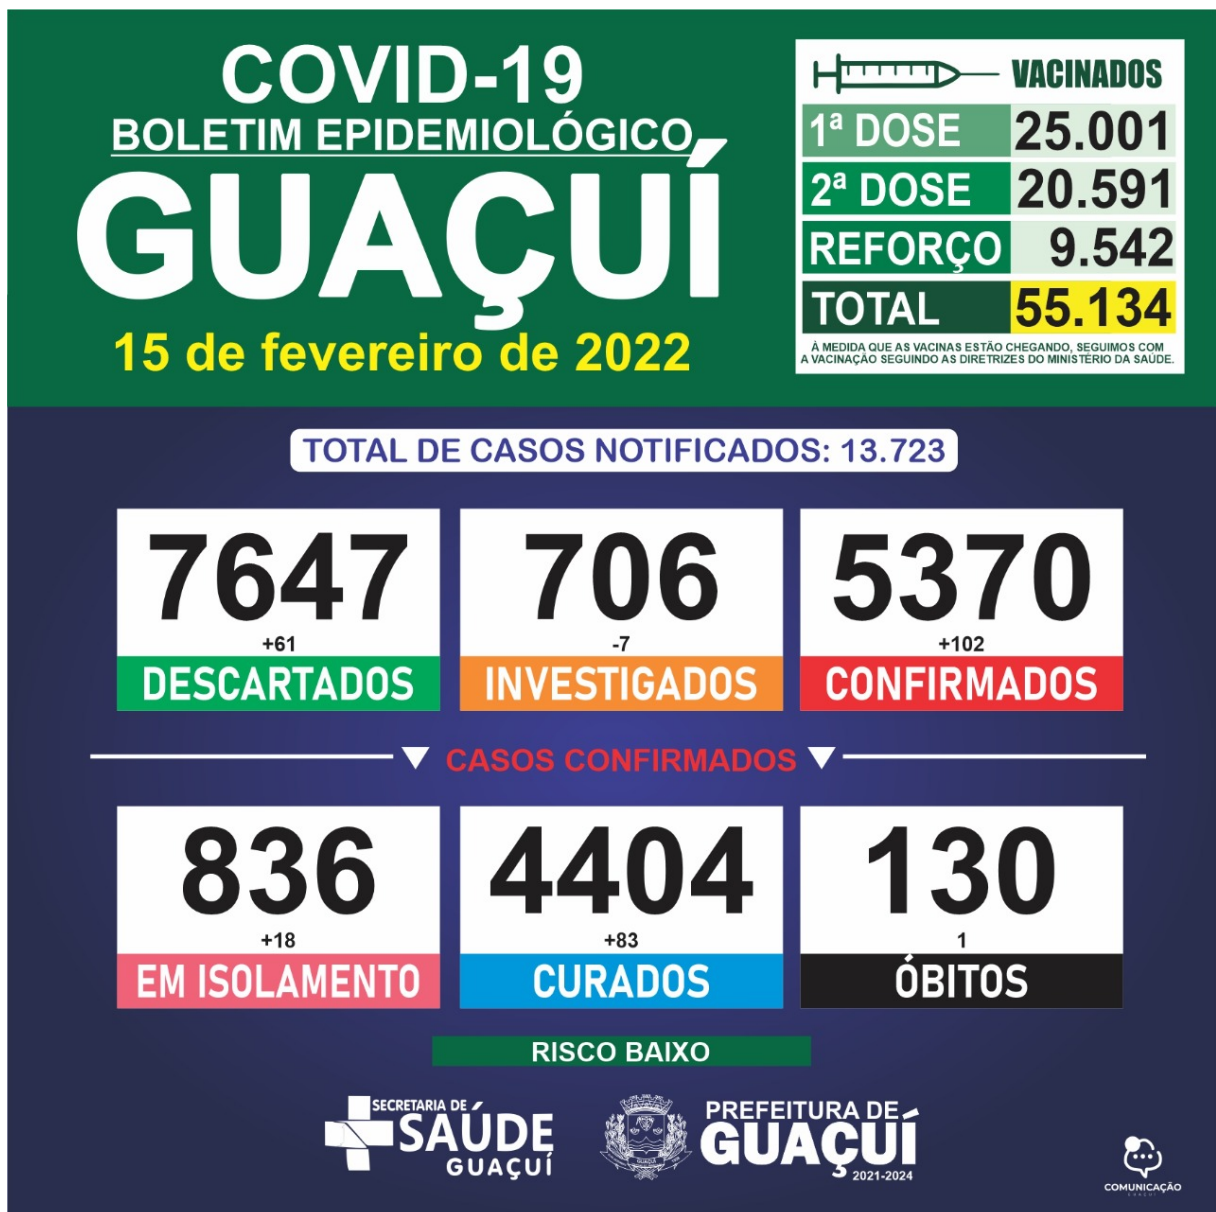 COVID-19
BOLETIM EPIDEMIOLÓGICO
GUAÇUÍ
15 de fevereiro de 2022
VACINADOS
1ª DOSE 25.001
2ª DOSE 20.591
REFORÇO 9.542
TOTAL 55.134
À MEDIDA QUE AS VACINAS ESTÃO CHEGANDO, SEGUIMOS COM
A VACINAÇÃO SEGUINDO AS DIRETRIZES DO MINISTÉRIO DA SAÚDE.
TOTAL DE CASOS NOTIFICADOS: 13.723
7647
+61
DESCARTADOS
706
-7
INVESTIGADOS
5370
+102
CONFIRMADOS
CASOS CONFIRMADOS
836
+18
EM ISOLAMENTO
4404
+83
CURADOS
130
1
ÓBITOS
RISCO BAIXO
SECRETARIA DE
SAÚDE
GUAÇUÍ
PREFEITURA DE
GUAÇUÍ
2021-2024
COMUNICAÇÃO